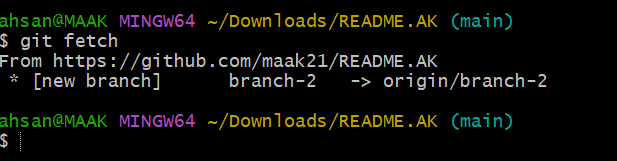 ahsan@MAAK MINGW64 ~/Downloads/README.AK (main)
$ git fetch
From https://github.com/maak21/README.AK
 * [new branch]      branch-2   -> origin/branch-2
ahsan@MAAK MINGW64 ~/Downloads/README.AK (main)
$